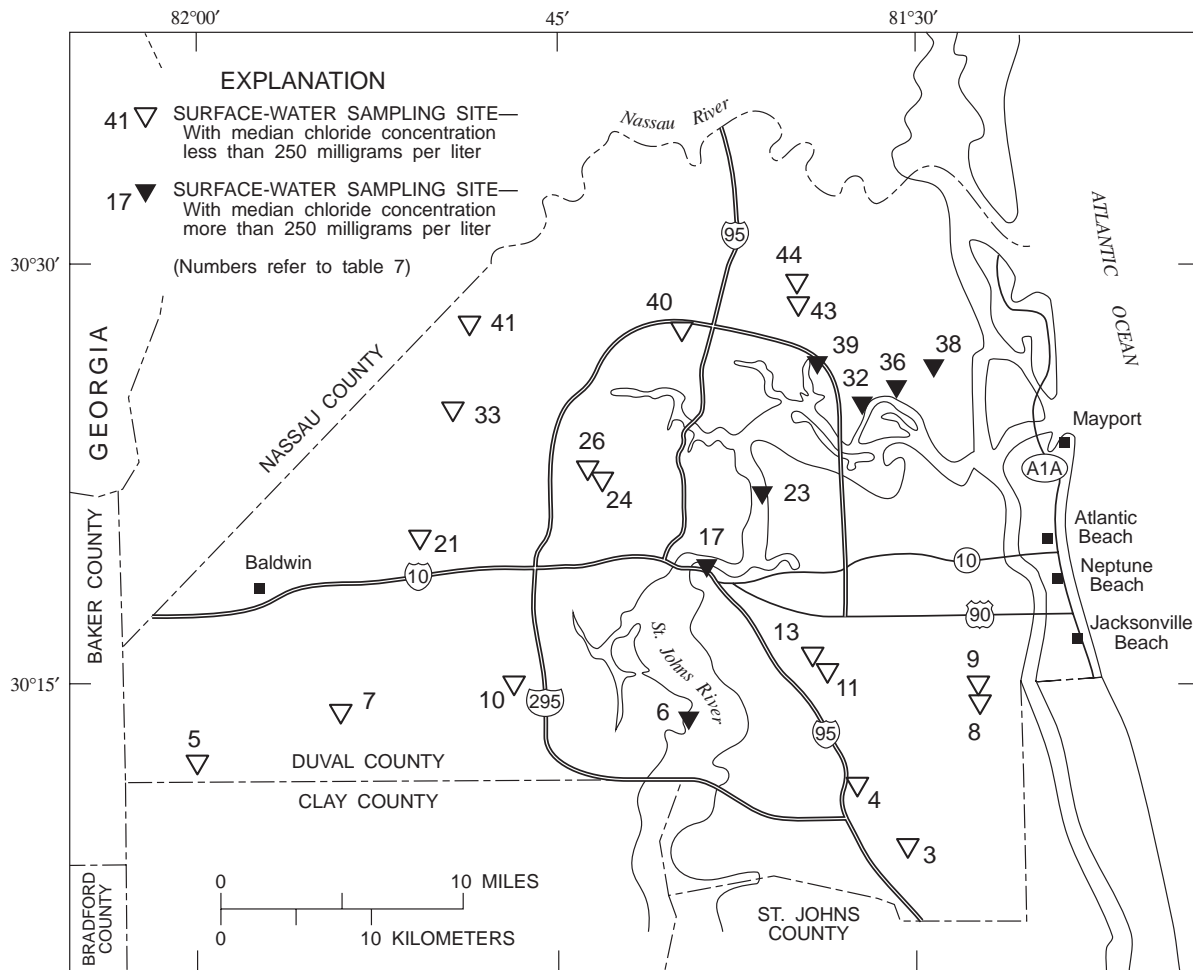 82°00′
45′
81°30′
EXPLANATION
41
SURFACE-WATER SAMPLING SITE—
With median chloride concentration
less than 250 milligrams per liter
17
SURFACE-WATER SAMPLING SITE—
With median chloride concentration
more than 250 milligrams per liter
(Numbers refer to table 7)
Nassau River
95
ATLANTIC OCEAN
30°30′
GEORGIA
NASSAU COUNTY
44
43
40
41
39
38
36
32
33
Mayport
A1A
26
24
23
Atlantic
Beach
21
17
10
Neptune
Beach
Baldwin
10
90
BAKER COUNTY
St. Johns River
Jacksonville
Beach
13
11
9
8
30°15′
7
10
295
6
95
5
DUVAL COUNTY
CLAY COUNTY
4
3
BRADFORD
COUNTY
0
10 MILES
0
10 KILOMETERS
ST. JOHNS
COUNTY